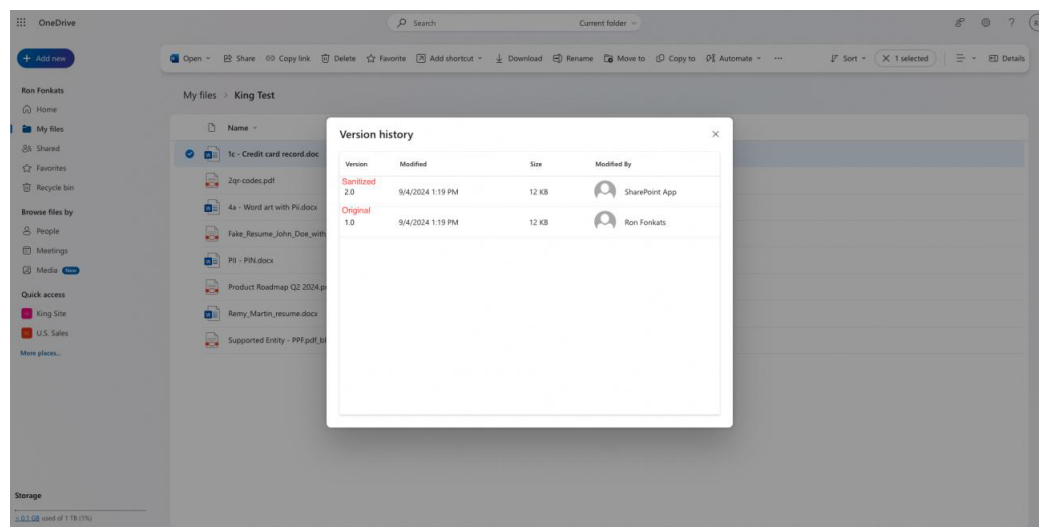 OneDrive
Search
Current folder
?
+ Add new
Open
Share
Copy link
Delete
Favorite
Add shortcut
Download
Rename
Move to
Copy to
Automate
...
Sort
1 selected
Details
Ron Fonkats
Home
My files
Shared
Favorites
Recycle bin
Browse files by
People
Meetings
Media New
Quick access
King Site
U.S. Sales
More places...
My files > King Test
Name
1c - Credit card record.doc
2qr-codes.pdf
4a - Word art with Pii.docx
Fake_Resume_John_Doe_with
PII - PIN.docx
Product Roadmap Q2 2024.p
Remy_Martin_resume.docx
Supported Entity - PPF.pdf_bl
Version history
Version Modified Size Modified By
Sanitized
2.0 9/4/2024 1:19 PM 12 KB SharePoint App
Original
1.0 9/4/2024 1:19 PM 12 KB Ron Fonkats
Storage
< 0.1 GB used of 1 TB (1%)